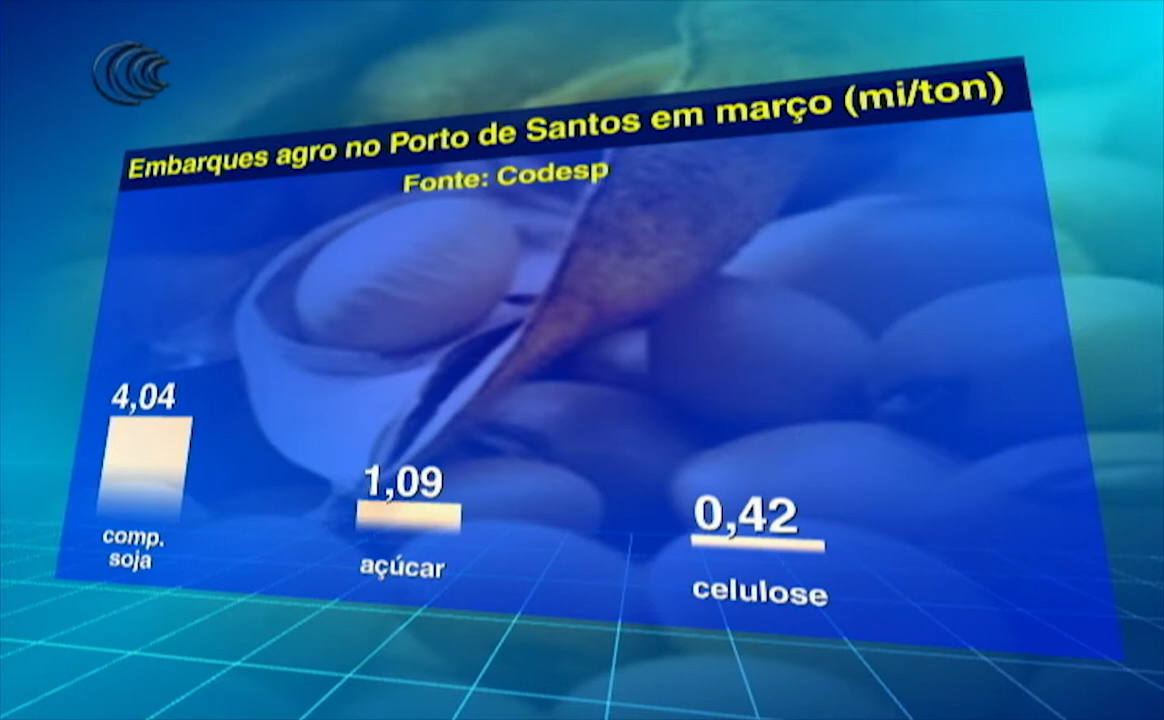 Embarques agro no Porto de Santos em março (mi/ton)
Fonte: Codesp
4,04
1,09
0,42
comp.
soja
açúcar
celulose